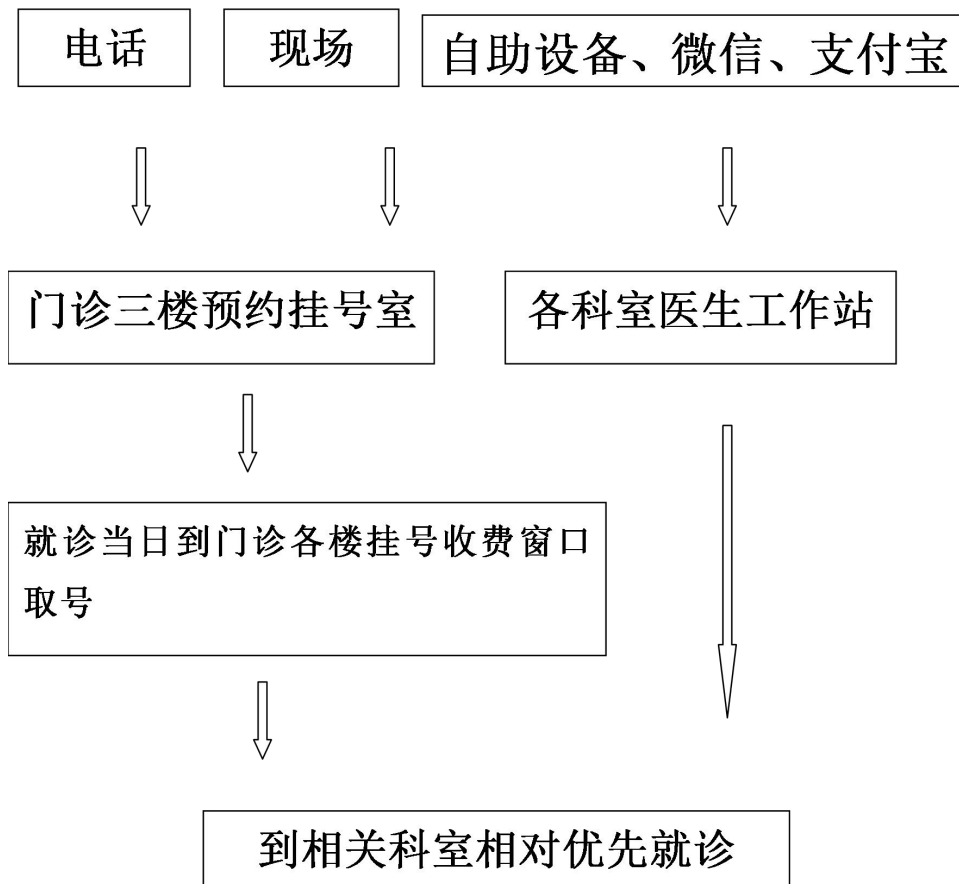 电话
现场
自助设备、微信、支付宝
门诊三楼预约挂号室
各科室医生工作站
就诊当日到门诊各楼挂号收费窗口
取号
到相关科室相对优先就诊